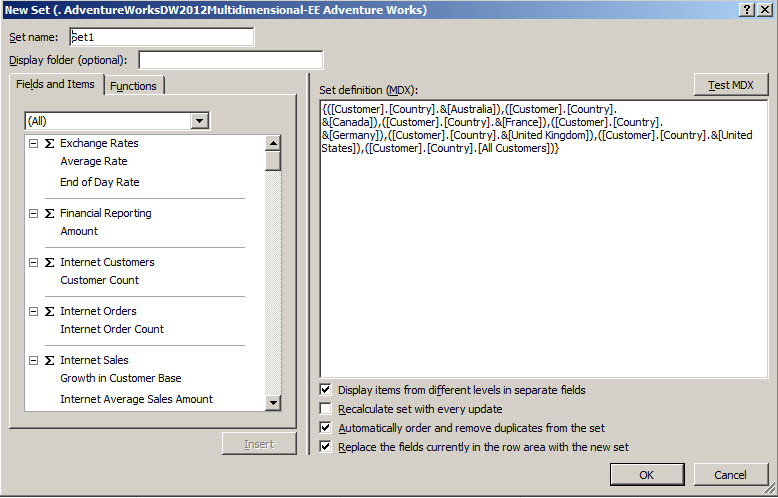 New Set (. AdventureWorksDW2012Multidimensional-EE Adventure Works)
Set name:
Set1
Display folder (optional):
Fields and Items
Functions
(All)
Exchange Rates
Average Rate
End of Day Rate
Financial Reporting
Amount
Internet Customers
Customer Count
Internet Orders
Internet Order Count
Internet Sales
Growth in Customer Base
Internet Average Sales Amount
Insert
Set definition (MDX):
Test MDX
{([Customer].[Country].&[Australia]),([Customer].[Country].
&[Canada]),([Customer].[Country].&[France]),([Customer].[Country].
&[Germany]),([Customer].[Country].&[United Kingdom]),([Customer].[Country].&[United
States]),([Customer].[Country].[All Customers])}
Display items from different levels in separate fields
Recalculate set with every update
Automatically order and remove duplicates from the set
Replace the fields currently in the row area with the new set
OK
Cancel